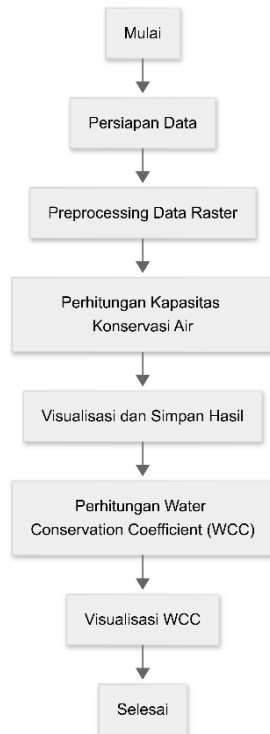 Mulai
Persiapan Data
Preprocessing Data Raster
Perhitungan Kapasitas
Konservasi Air
Visualisasi dan Simpan Hasil
Perhitungan Water
Conservation Coefficient (WCC)
Visualisasi WCC
Selesai